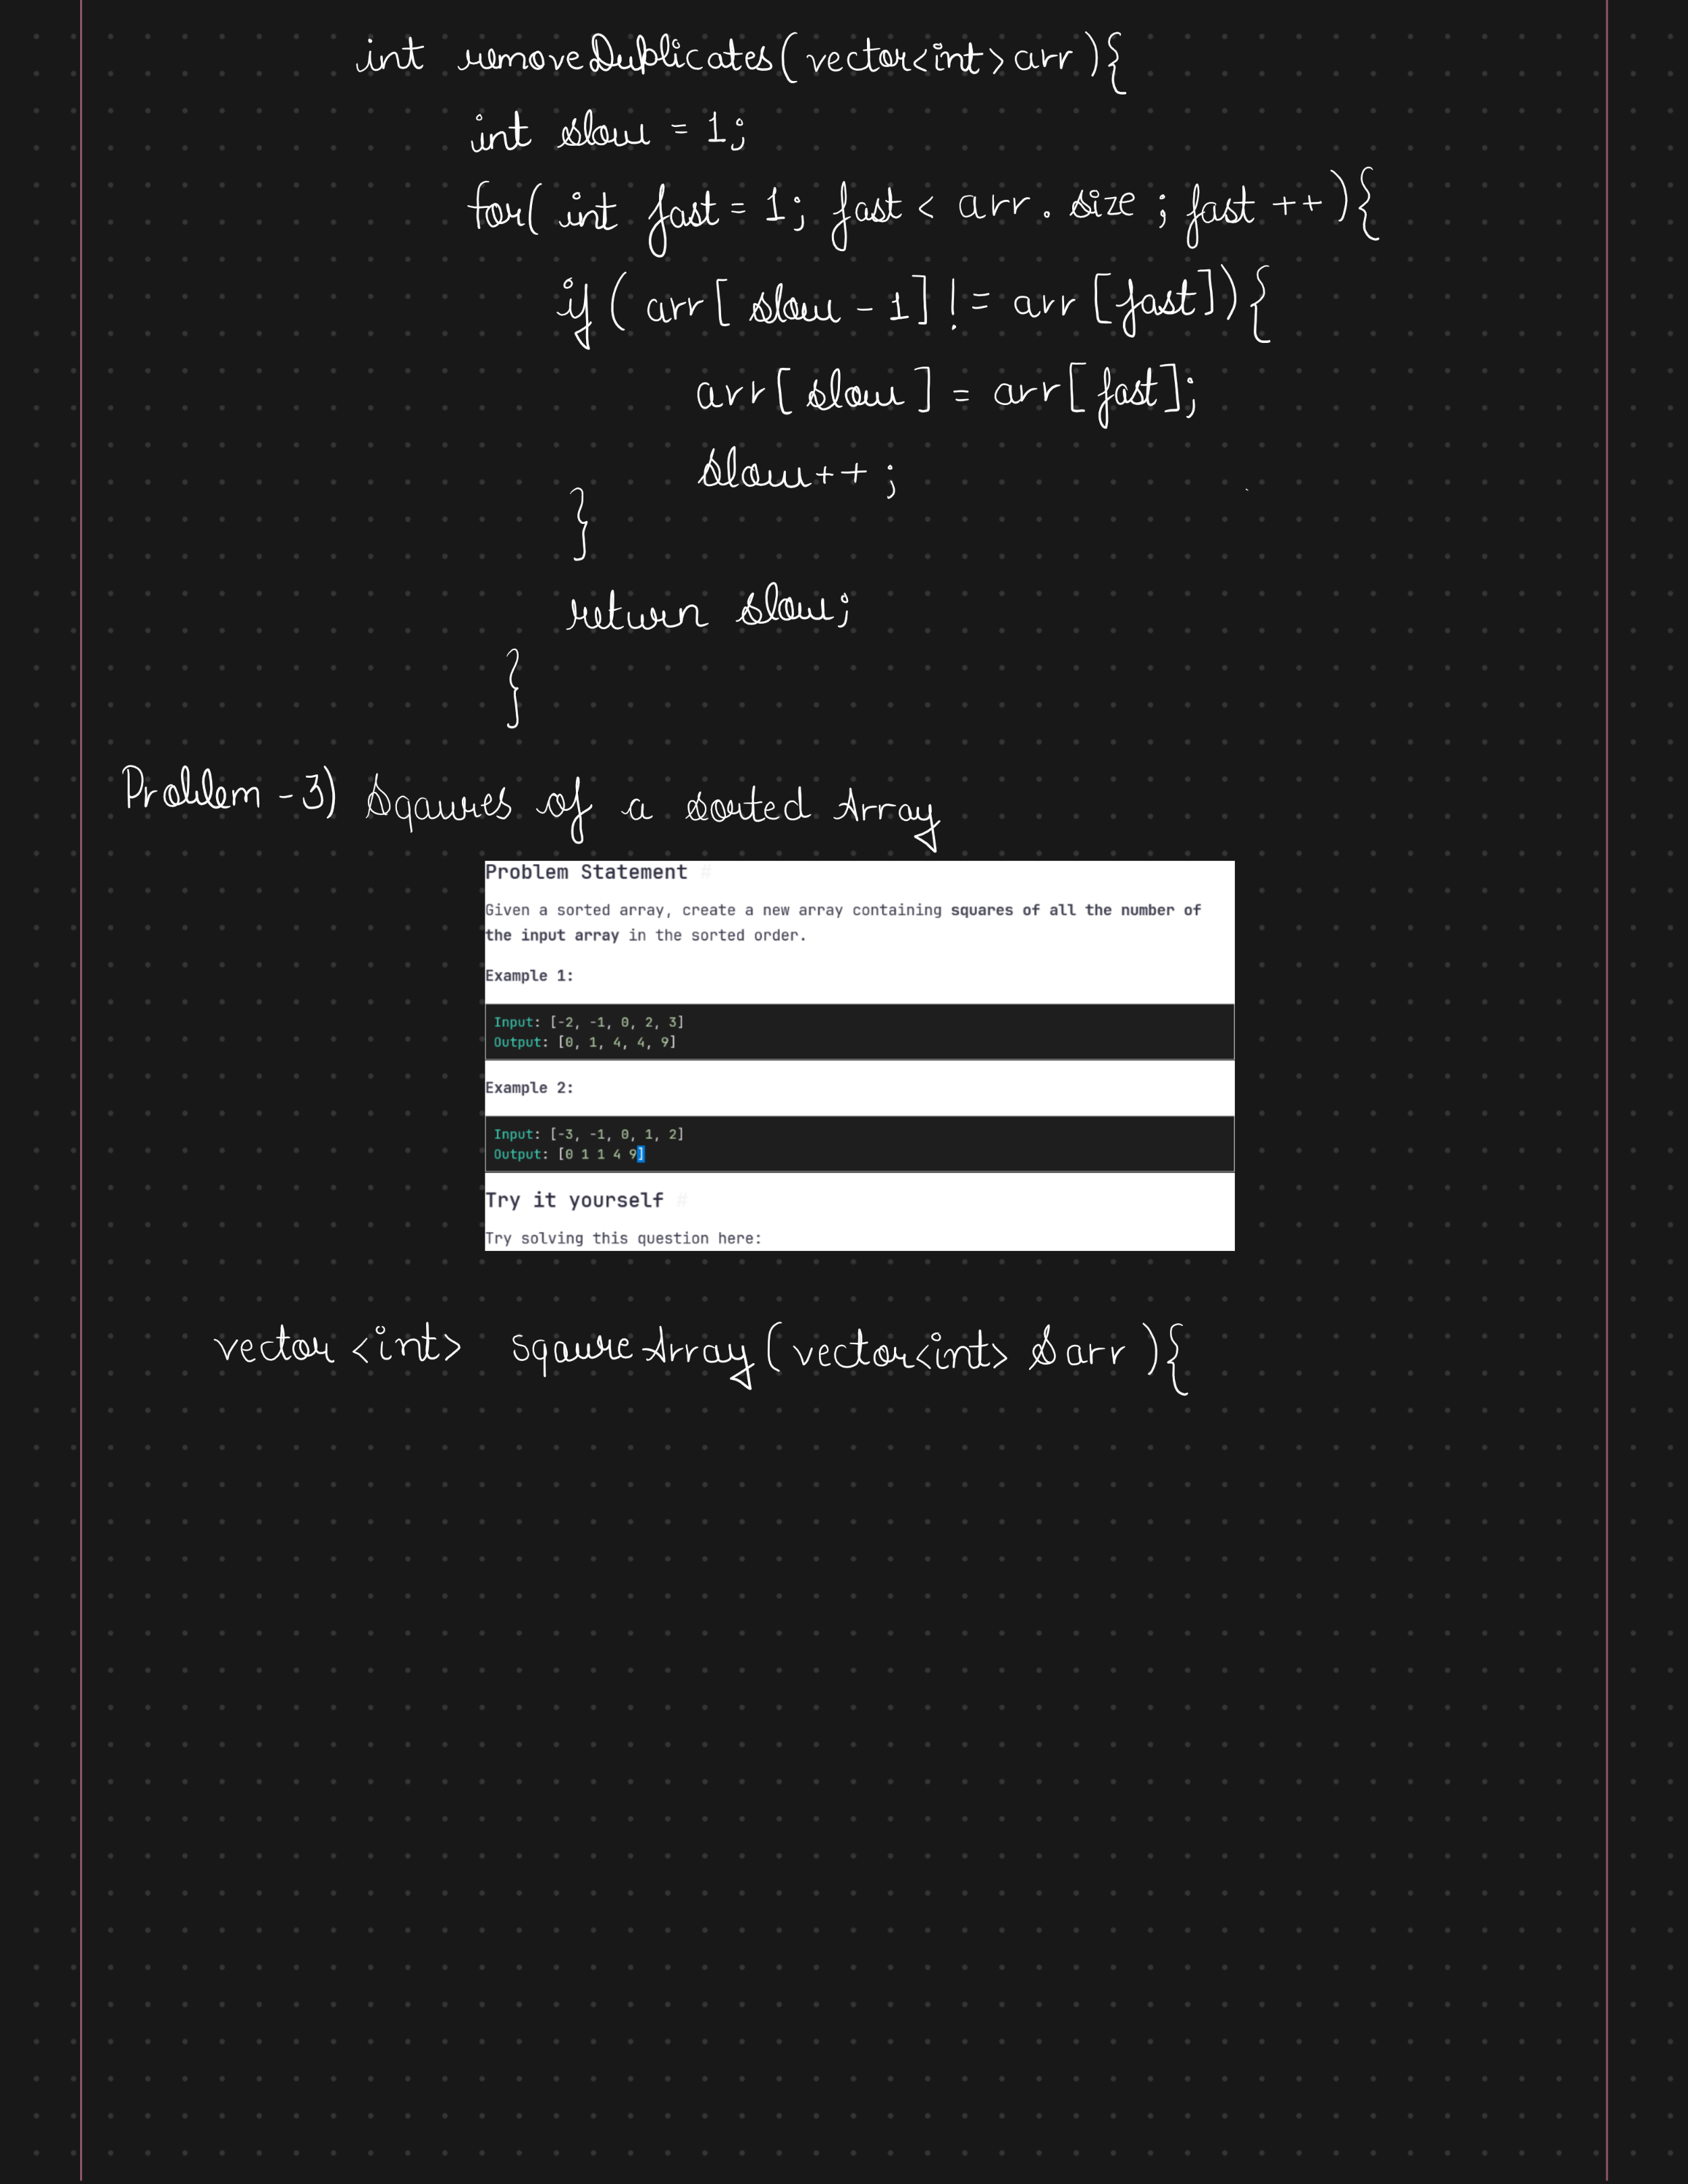 int removeDuplicates(vector<int>arr){
int slow = 1;
for( int fast = 1; fast < arr. size ; fast ++){
if ( arr[ slow - 1] != arr [fast]){
arr[ slow ] = arr[ fast];
slow++ ;
}
return slow;
}
Problem - 3) Sqaures of a sorted Array
Problem Statement #
Given a sorted array, create a new array containing squares of all the number of
the input array in the sorted order.
Example 1:
Input: [-2, -1, 0, 2, 3]
Output: [0, 1, 4, 4, 9]
Example 2:
Input: [-3, -1, 0, 1, 2]
Output: [0 1 1 4 9]
Try it yourself #
Try solving this question here:
vector <int> sqaureArray (vector<int> &arr ){